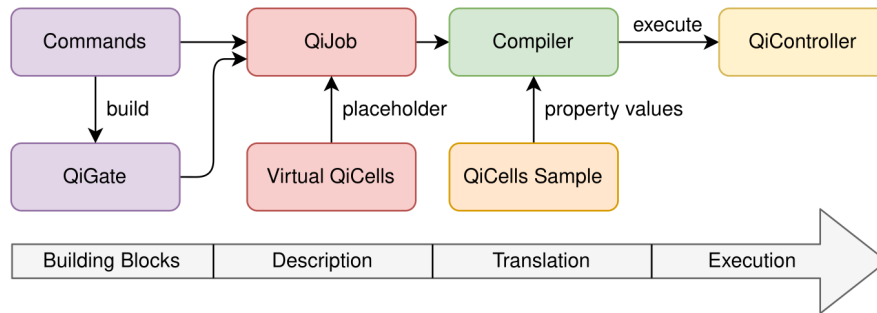 Commands
QiJob
Compiler
execute
QiController
build
placeholder
property values
QiGate
Virtual QiCells
QiCells Sample
Building Blocks
Description
Translation
Execution